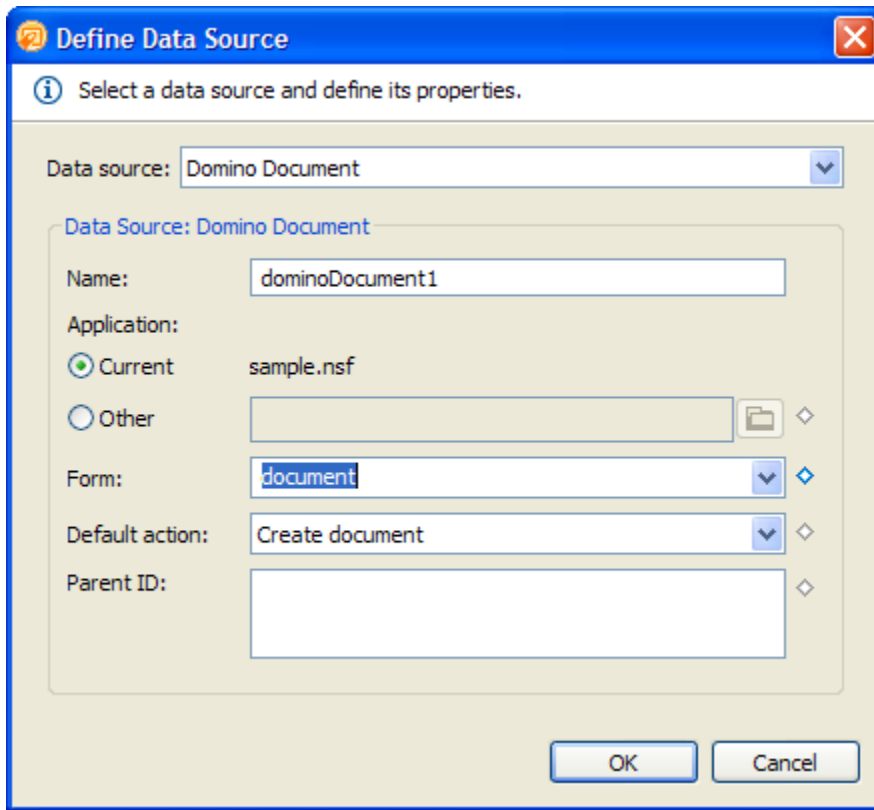 Define Data Source
Select a data source and define its properties.
Data source: Domino Document
Data Source: Domino Document
Name: dominoDocument1
Application:
Current sample.nsf
Other
Form: document
Default action: Create document
Parent ID:
OK Cancel